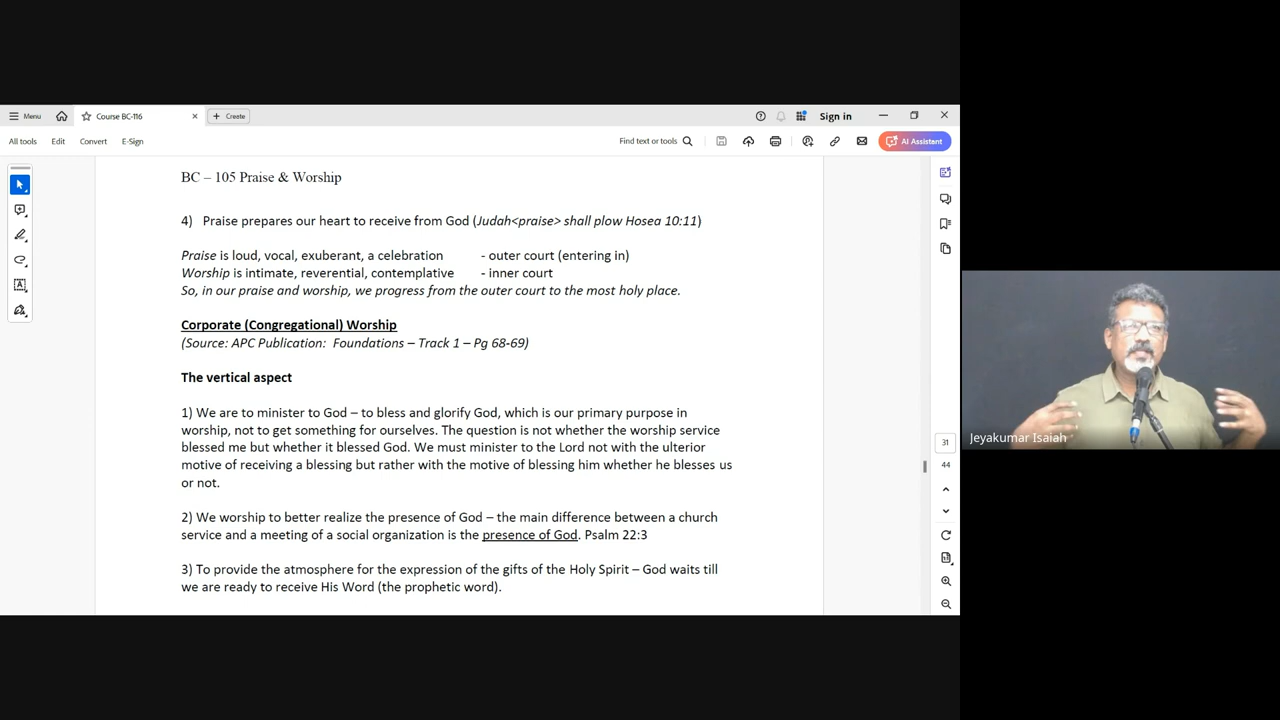 Menu
Course BC-116
Create
Sign in
All tools
Edit
Convert
E-Sign
Find text or tools
AI Assistant
BC – 105 Praise & Worship
4) Praise prepares our heart to receive from God (Judah<praise> shall plow Hosea 10:11)
Praise is loud, vocal, exuberant, a celebration - outer court (entering in)
Worship is intimate, reverential, contemplative - inner court
So, in our praise and worship, we progress from the outer court to the most holy place.
Corporate (Congregational) Worship
(Source: APC Publication: Foundations – Track 1 – Pg 68-69)
The vertical aspect
1) We are to minister to God – to bless and glorify God, which is our primary purpose in
worship, not to get something for ourselves. The question is not whether the worship service
blessed me but whether it blessed God. We must minister to the Lord not with the ulterior
motive of receiving a blessing but rather with the motive of blessing him whether he blesses us
or not.
2) We worship to better realize the presence of God – the main difference between a church
service and a meeting of a social organization is the presence of God. Psalm 22:3
3) To provide the atmosphere for the expression of the gifts of the Holy Spirit – God waits till
we are ready to receive His Word (the prophetic word).
31
44
Jeyakumar Isaiah